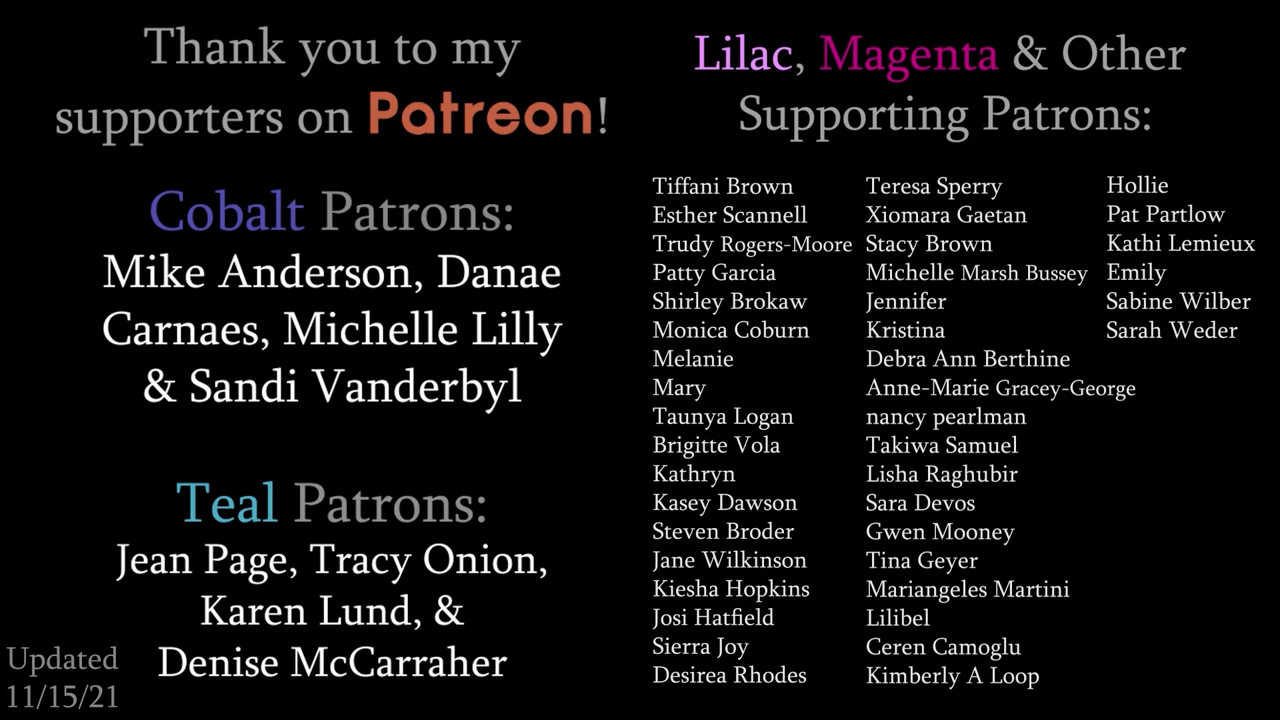 Thank you to my
supporters on Patreon!
Cobalt Patrons:
Mike Anderson, Danae
Carnaes, Michelle Lilly
& Sandi Vanderbyl
Teal Patrons:
Jean Page, Tracy Onion,
Karen Lund, &
Denise McCarraher
Updated
11/15/21
Lilac, Magenta & Other
Supporting Patrons:
Tiffani Brown
Esther Scannell
Trudy Rogers-Moore
Patty Garcia
Shirley Brokaw
Monica Coburn
Melanie
Mary
Taunya Logan
Brigitte Vola
Kathryn
Kasey Dawson
Steven Broder
Jane Wilkinson
Kiesha Hopkins
Josi Hatfield
Sierra Joy
Desirea Rhodes
Teresa Sperry
Xiomara Gaetan
Stacy Brown
Michelle Marsh Bussey
Jennifer
Kristina
Debra Ann Berthine
Anne-Marie Gracey-George
nancy pearlman
Takiwa Samuel
Lisha Raghubir
Sara Devos
Gwen Mooney
Tina Geyer
Mariangeles Martini
Lilibel
Ceren Camoglu
Kimberly A Loop
Hollie
Pat Partlow
Kathi Lemieux
Emily
Sabine Wilber
Sarah Weder